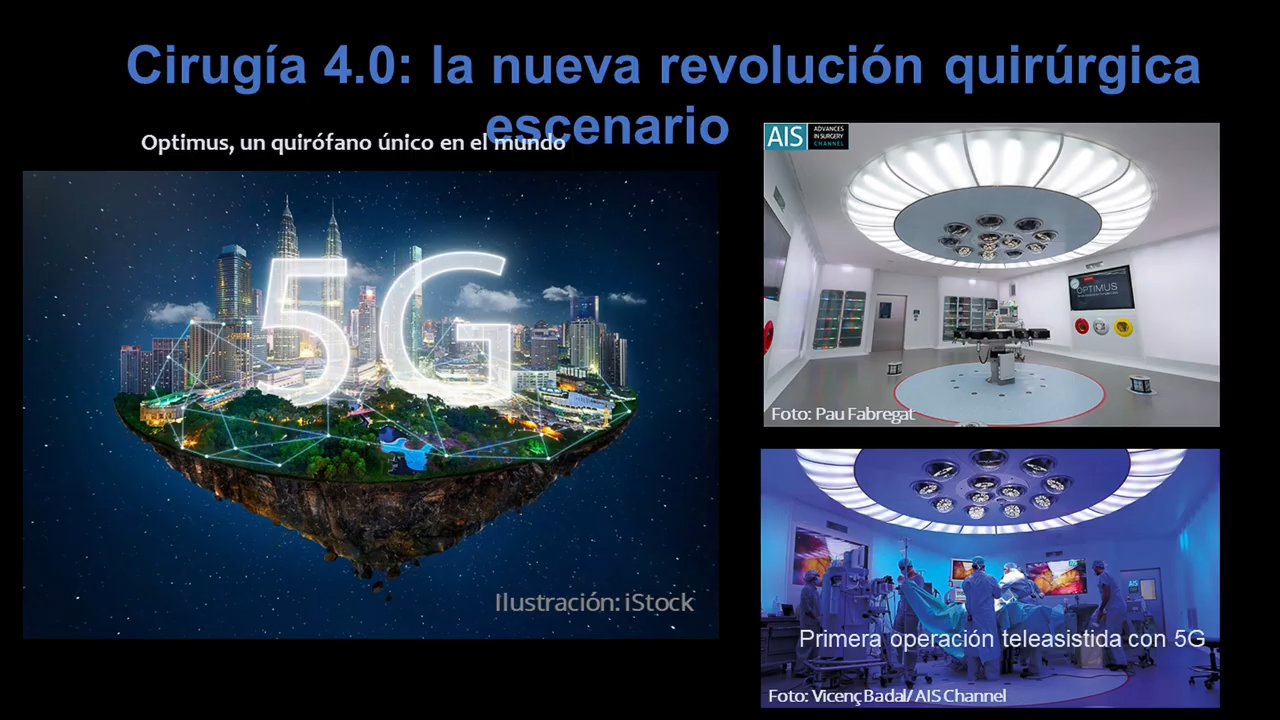 Cirugía 4.0: la nueva revolución quirúrgica
escenario
Optimus, un quirófano único en el mundo
5G
Ilustración: iStock
AIS ADVANCES
IN SURGERY
CHANNEL
OPTIMUS
Foto: Pau Fabregat
AIS
Primera operación teleasistida con 5G
Foto: Vicenç Badal/ AIS Channel